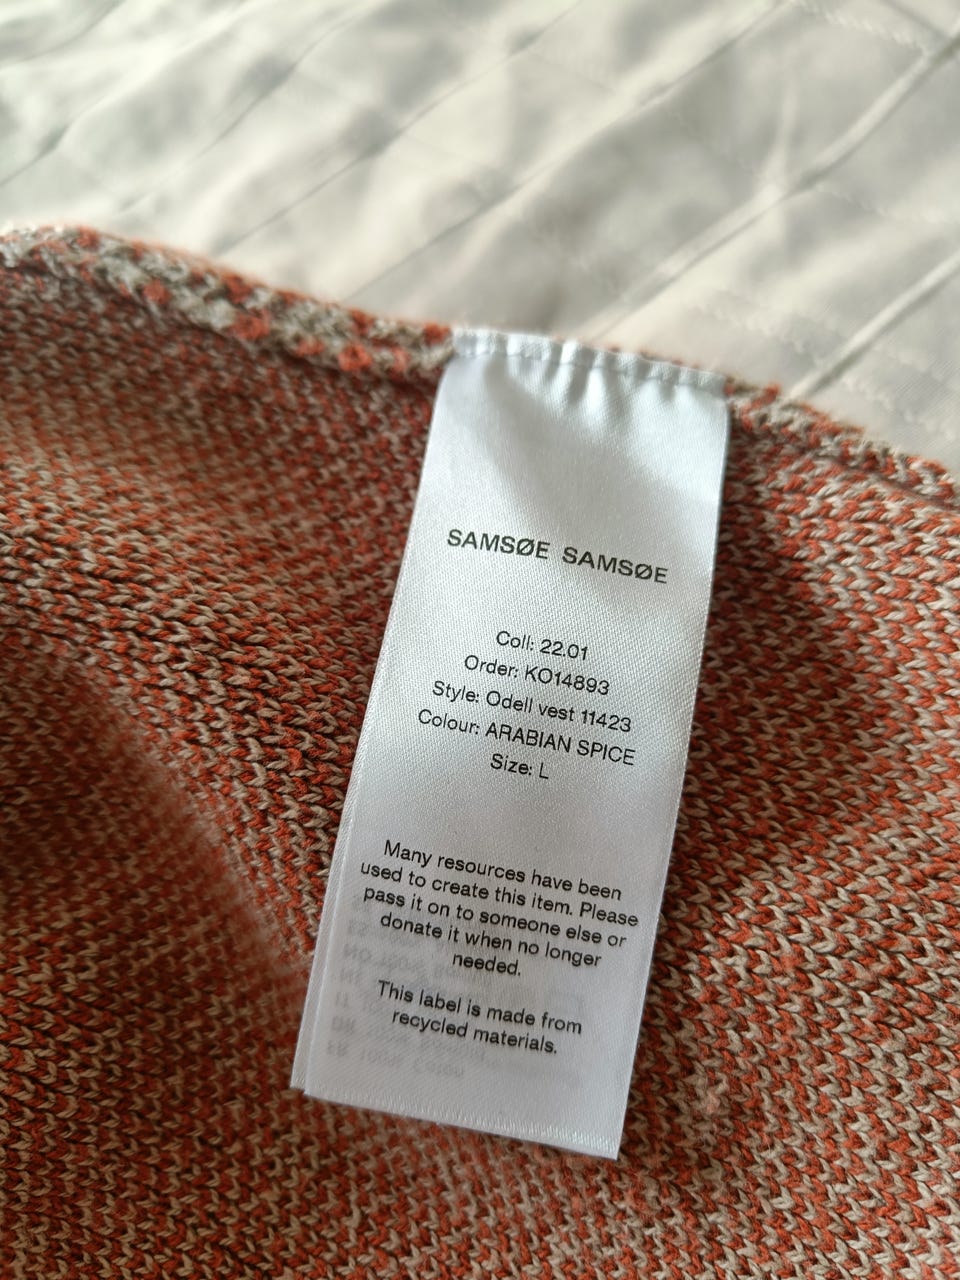 SAMSØE SAMSØE
Coll: 22.01
Order: KO14893
Style: Odell vest 11423
Colour: ARABIAN SPICE
Size: L
Many resources have been
used to create this item. Please
pass it on to someone else or
donate it when no longer
needed.
This label is made from
recycled materials.